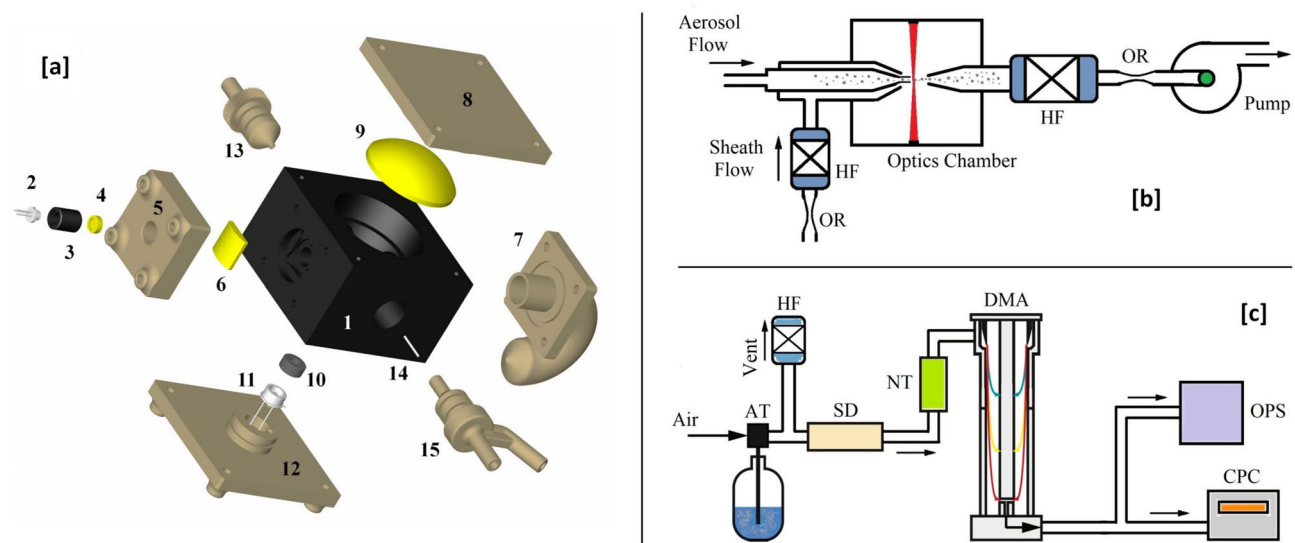 [a]
8
9
13
2
4
5
3
7
6
1
10
14
11
15
12
Aerosol
Flow
OR
Pump
HF
Sheath
Flow
Optics Chamber
HF
[b]
OR
HF
DMA
[c]
Vent
NT
OPS
AT
SD
Air
CPC